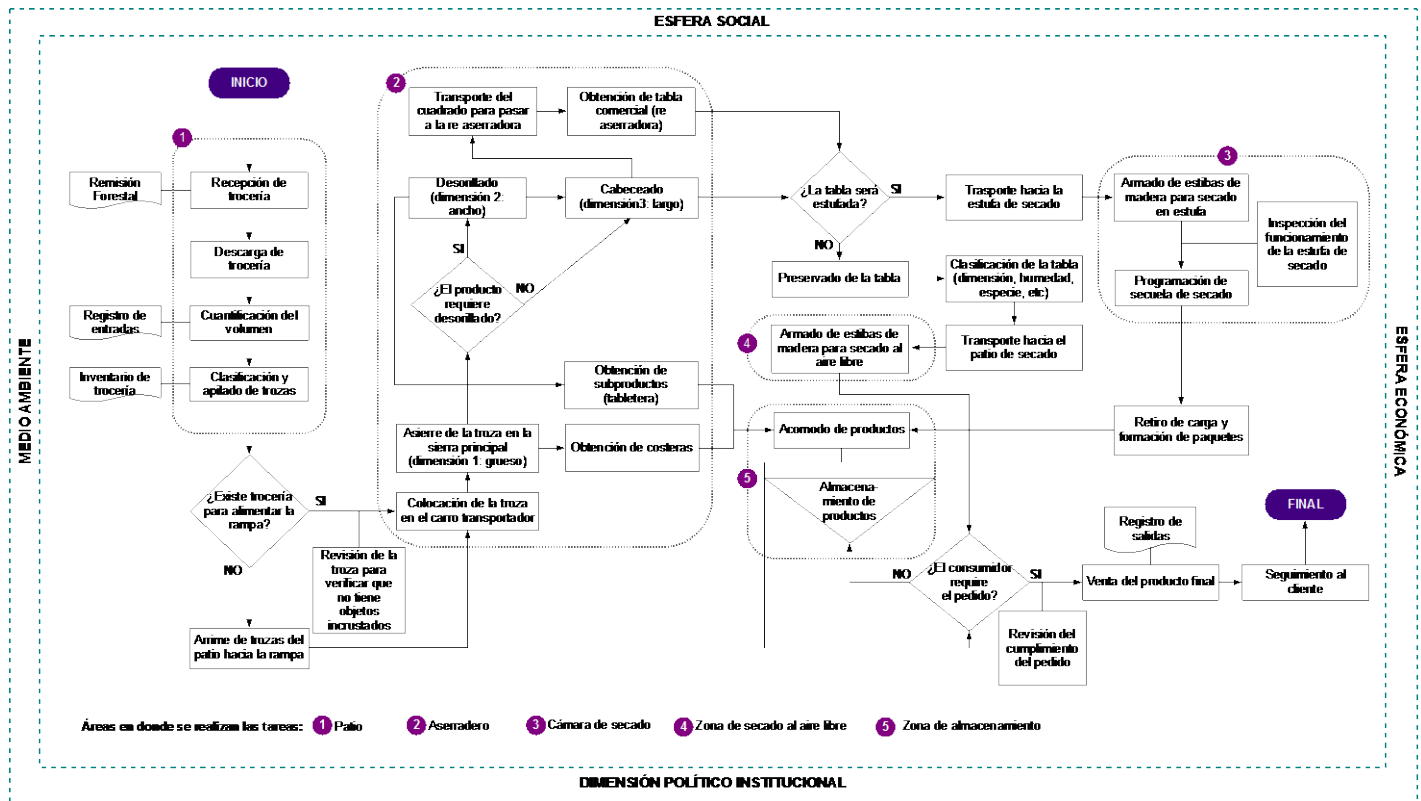 ESFERA SOCIAL
MEDIO AMBIENTE
ESFERA ECONÓMICA
INICIO
1
Remisión
Forestal
Recepción de
trocería
Descarga de
trocería
Registro de
entradas
Cuantificación del
volumen
Inventario de
trocería
Clasificación y
apilado de trozas
¿Existe trocería
para alimentar la
rampa?
SI
NO
Revisión de la
troza para
verificar que
no tiene
objetos
incrustados
Arrime de trozas del
patio hacia la rampa
2
Transporte del
cuadrado para pasar
a la re aserradora
Obtención de tabla
comercial (re
aserradora)
Desorillado
(dimensión 2:
ancho)
Cabeceado
(dimensión3: largo)
SI
NO
¿El producto
requiere
desorillado?
Obtención de
subproductos
(tabletera)
Asierre de la troza en la
sierra principal
(dimensión 1: grueso)
Obtención de costeras
Colocación de la troza
en el carro transportador
¿La tabla será
estufada?
SI
NO
Trasporte hacia la
estufa de secado
3
Armado de estibas de
madera para secado
en estufa
Inspección del
funcionamiento
de la estufa de
secado
Programación de
secuela de secado
Preservado de la tabla
Clasificación de la tabla
(dimensión, humedad,
especie, etc)
Transporte hacia el
patio de secado
4
Armado de estibas de
madera para secado al
aire libre
Retiro de carga y
formación de paquetes
5
Acomodo de productos
Almacena-
miento de
productos
NO
¿El consumidor
require
el pedido?
SI
Revisión del
cumplimiento
del pedido
Registro de
salidas
Venta del producto final
Seguimiento al
cliente
FINAL
Áreas en donde se realizan las tareas:
1 Patio
2 Aserradero
3 Cámara de secado
4 Zona de secado al aire libre
5 Zona de almacenamiento
DIMENSIÓN POLÍTICO INSTITUCIONAL